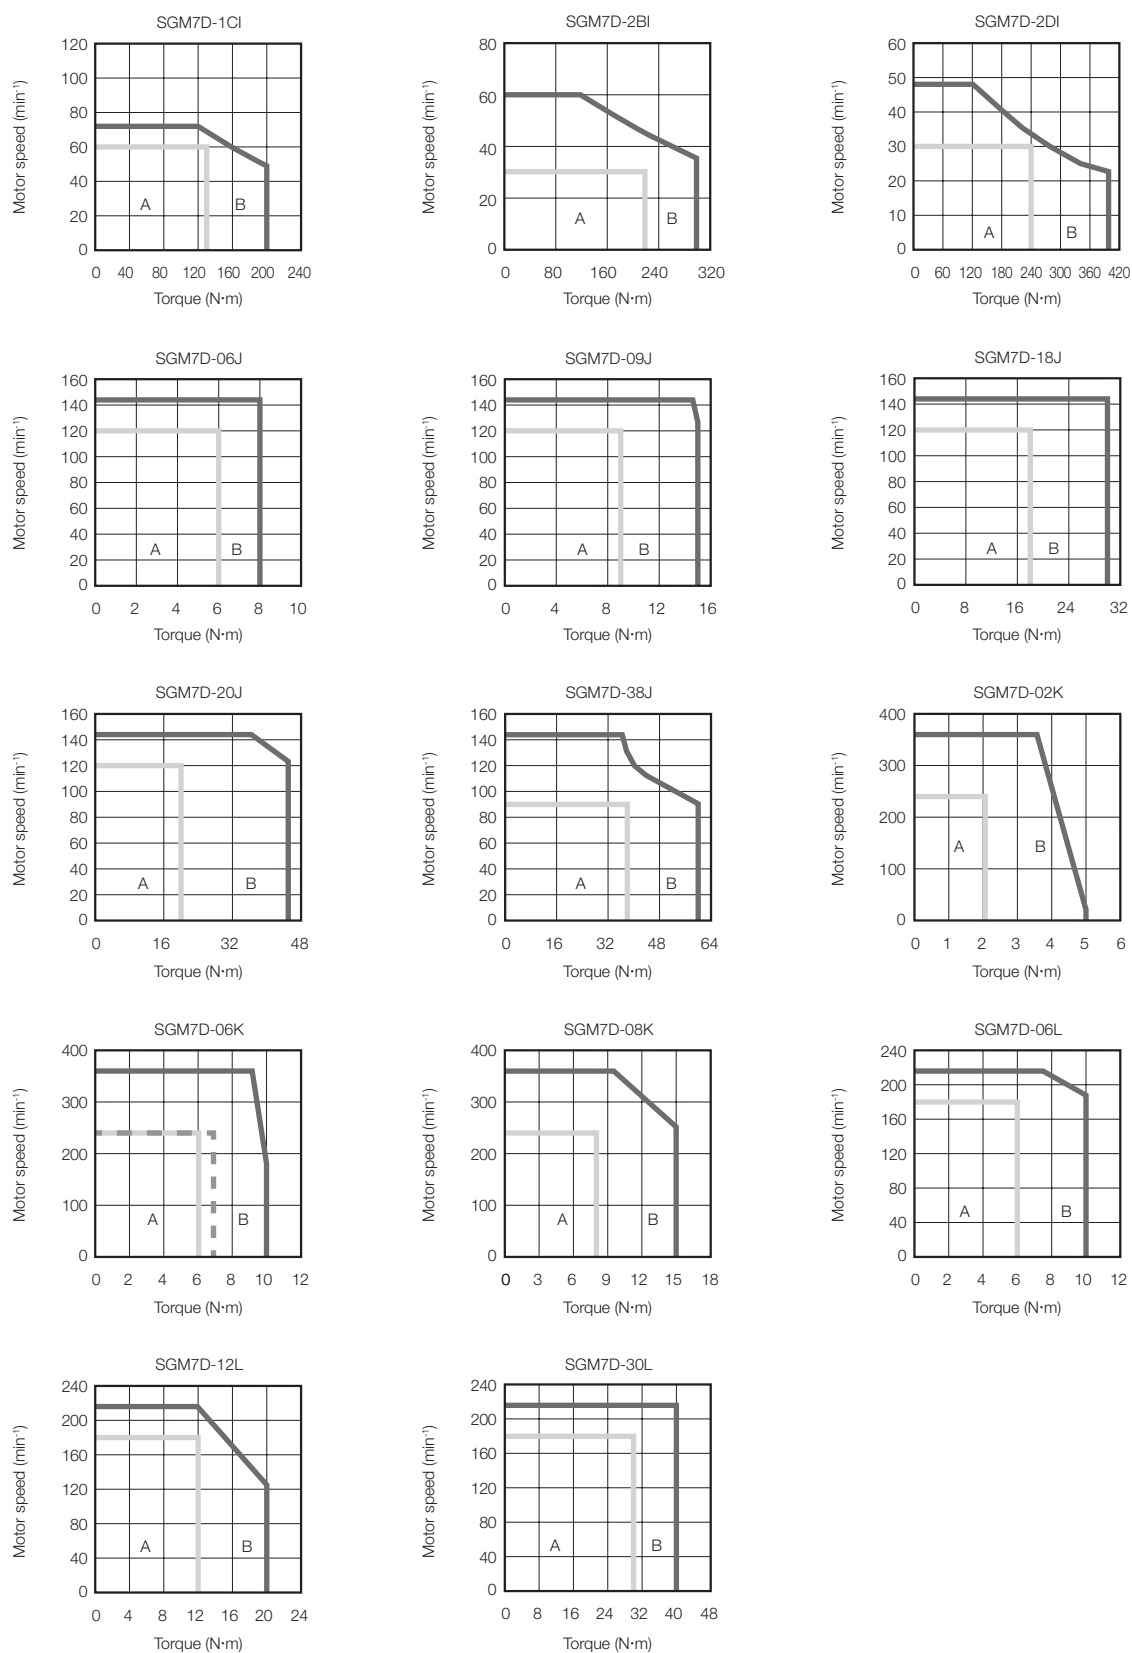 SGM7D-1CI
Motor speed (min-1)
120
100
80
60
40
20
0
A
B
0 40 80 120 160 200 240
Torque (N·m)
SGM7D-2BI
Motor speed (min-1)
80
60
40
20
0
A
B
0 80 160 240 320
Torque (N·m)
SGM7D-2DI
Motor speed (min-1)
60
50
40
30
20
10
0
A
B
0 60 120 180 240 300 360 420
Torque (N·m)
SGM7D-06J
Motor speed (min-1)
160
140
120
100
80
60
40
20
0
A
B
0 2 4 6 8 10
Torque (N·m)
SGM7D-09J
Motor speed (min-1)
160
140
120
100
80
60
40
20
0
A
B
0 4 8 12 16
Torque (N·m)
SGM7D-18J
Motor speed (min-1)
160
140
120
100
80
60
40
20
0
A
B
0 8 16 24 32
Torque (N·m)
SGM7D-20J
Motor speed (min-1)
160
140
120
100
80
60
40
20
0
A
B
0 16 32 48
Torque (N·m)
SGM7D-38J
Motor speed (min-1)
160
140
120
100
80
60
40
20
0
A
B
0 16 32 48 64
Torque (N·m)
SGM7D-02K
Motor speed (min-1)
400
300
200
100
0
A
B
0 1 2 3 4 5 6
Torque (N·m)
SGM7D-06K
Motor speed (min-1)
400
300
200
100
0
A
B
0 2 4 6 8 10 12
Torque (N·m)
SGM7D-08K
Motor speed (min-1)
400
300
200
100
0
A
B
0 3 6 9 12 15 18
Torque (N·m)
SGM7D-06L
Motor speed (min-1)
240
200
160
120
80
40
0
A
B
0 2 4 6 8 10 12
Torque (N·m)
SGM7D-12L
Motor speed (min-1)
240
200
160
120
80
40
0
A
B
0 4 8 12 16 20 24
Torque (N·m)
SGM7D-30L
Motor speed (min-1)
240
200
160
120
80
40
0
A
B
0 8 16 24 32 40 48
Torque (N·m)